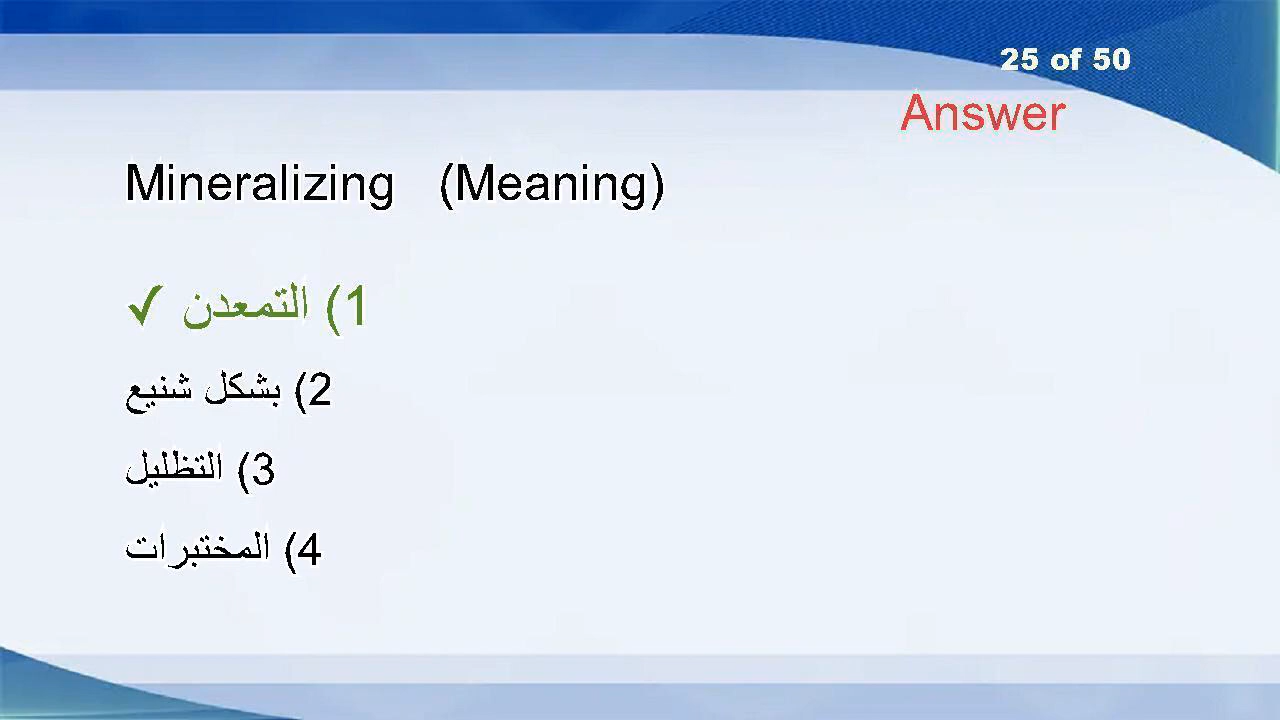 25 of 50
Answer
Mineralizing (Meaning)
1) التمعدن ✓
2) بشكل شنيع
3) التظليل
4) المختبرات